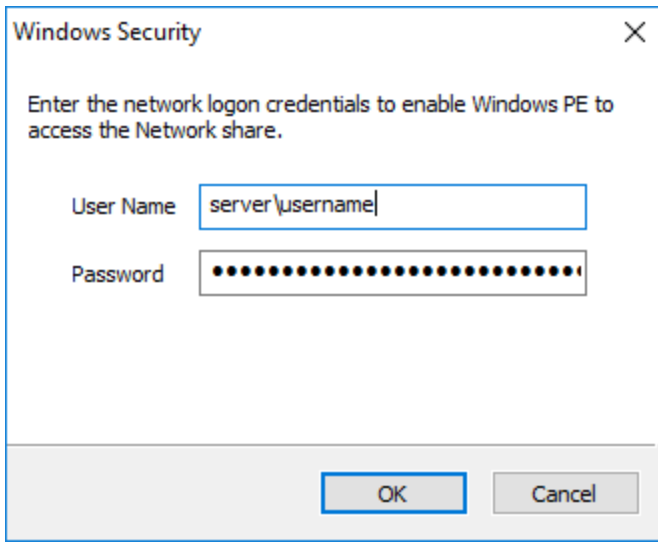 Windows Security
Enter the network logon credentials to enable Windows PE to
access the Network share.
User Name server\username
Password ●●●●●●●●●●●●●●●●●●●●●●●●●●●
OK Cancel